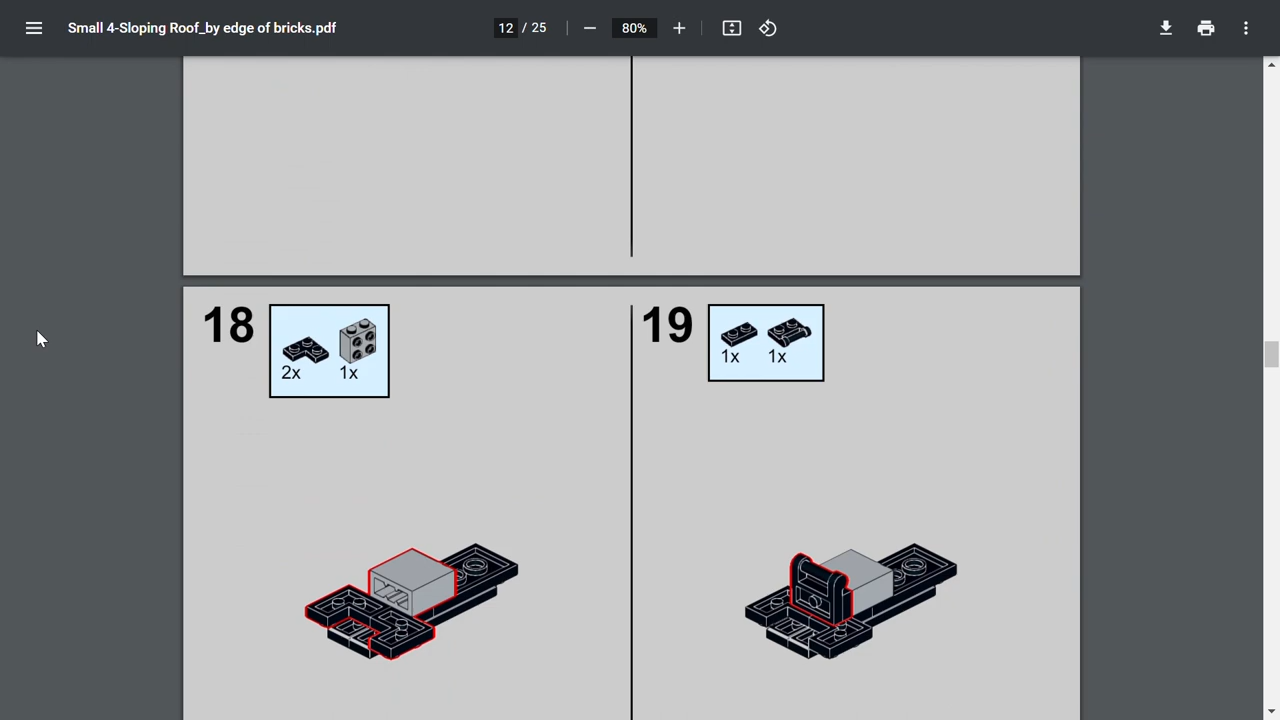 Small 4-Sloping Roof_by edge of bricks.pdf
12 / 25
80%
18
2x 1x
19
1x 1x